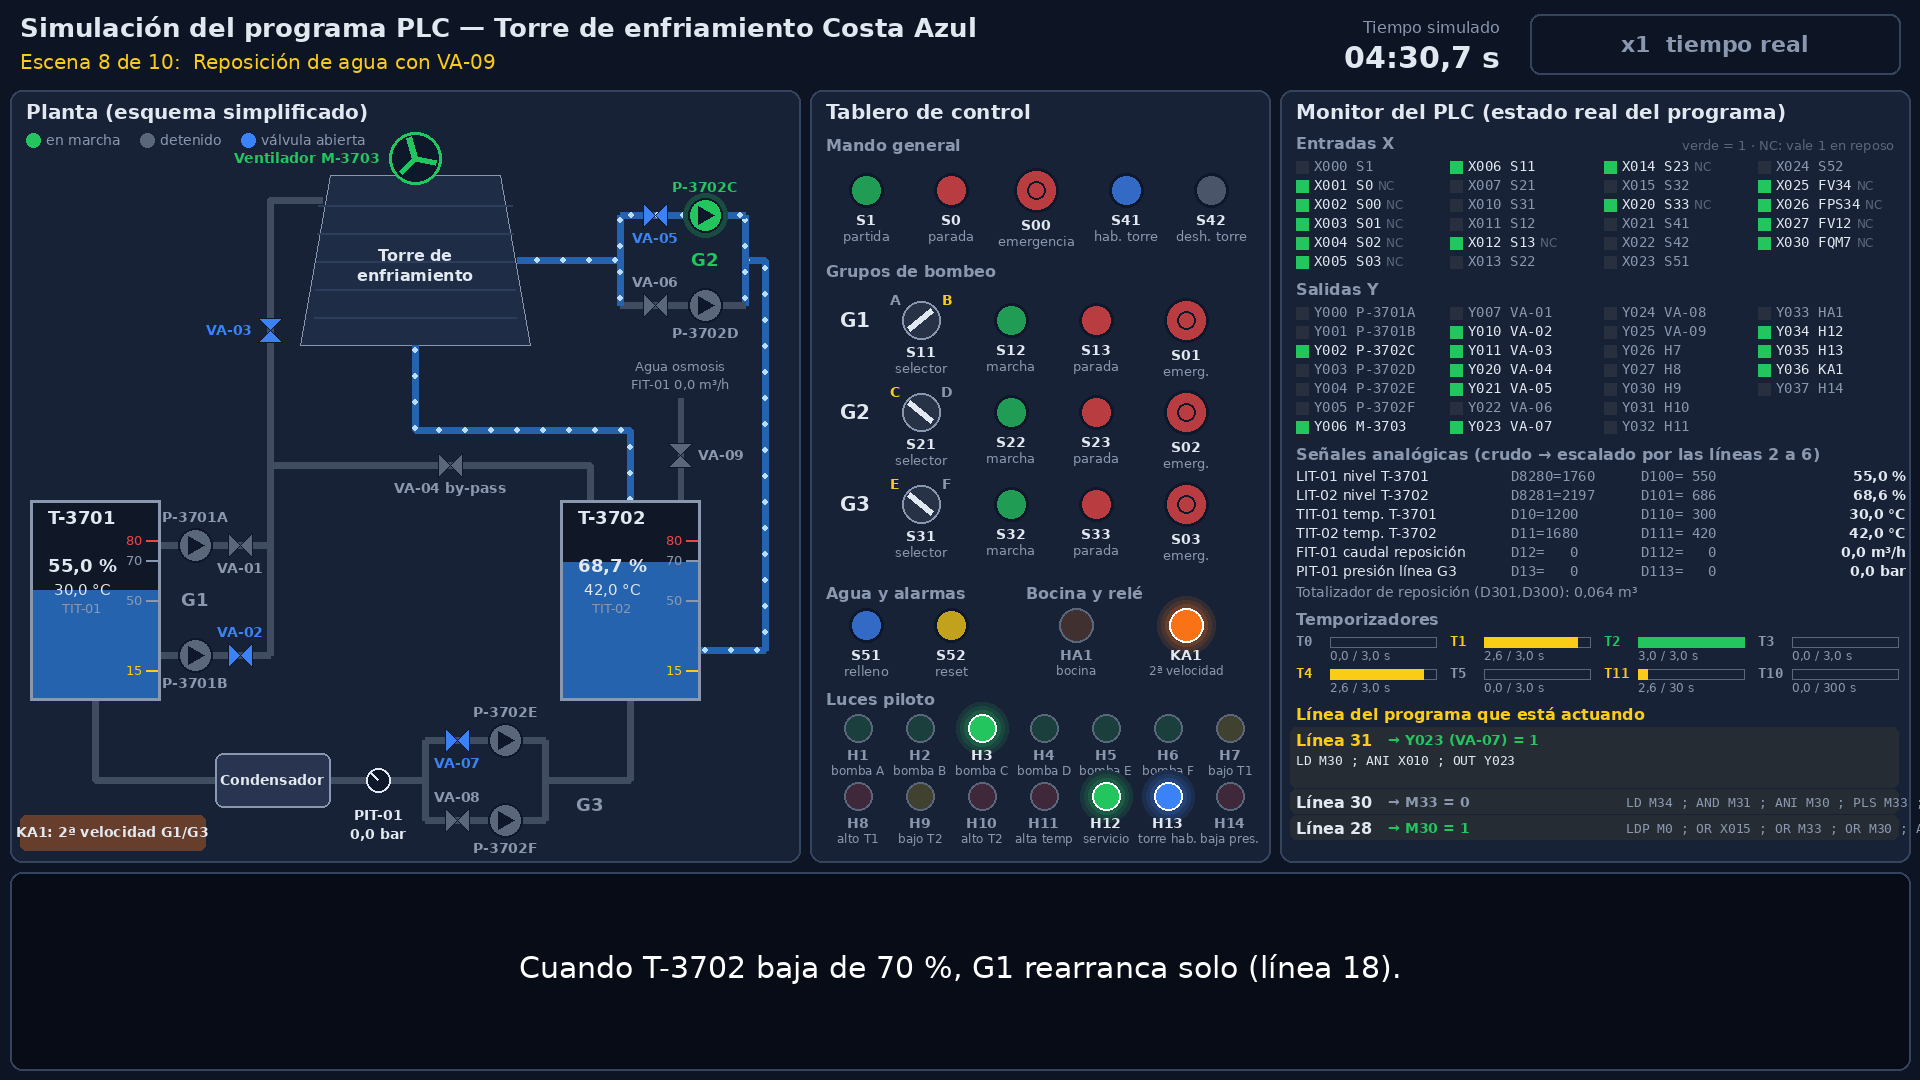 Simulación del programa PLC — Torre de enfriamiento Costa Azul
Escena 8 de 10:  Reposición de agua con VA-09
Tiempo simulado
04:30,7 s
x1  tiempo real
Planta (esquema simplificado)
en marcha
detenido
válvula abierta
Ventilador M-3703
Torre de
enfriamiento
P-3702C
VA-05
G2
VA-06
P-3702D
VA-03
Agua osmosis
FIT-01 0,0 m³/h
VA-09
VA-04 by-pass
T-3701
80
70
55,0 %
30,0 °C
TIT-01
50
15
P-3701A
VA-01
G1
VA-02
P-3701B
T-3702
80
70
68,7 %
42,0 °C
TIT-02
50
15
P-3702E
VA-07
VA-08
P-3702F
G3
Condensador
PIT-01
0,0 bar
KA1: 2ª velocidad G1/G3
Tablero de control
Mando general
S1
partida
S0
parada
S00
emergencia
S41
hab. torre
S42
desh. torre
Grupos de bombeo
G1
A
B
S11
selector
S12
marcha
S13
parada
S01
emerg.
G2
C
D
S21
selector
S22
marcha
S23
parada
S02
emerg.
G3
E
F
S31
selector
S32
marcha
S33
parada
S03
emerg.
Agua y alarmas
S51
relleno
S52
reset
Bocina y relé
HA1
bocina
KA1
2ª velocidad
Luces piloto
H1
bomba A
H2
bomba B
H3
bomba C
H4
bomba D
H5
bomba E
H6
bomba F
H7
bajo T1
H8
alto T1
H9
bajo T2
H10
alto T2
H11
alta temp
H12
servicio
H13
torre hab.
H14
baja pres.
Monitor del PLC (estado real del programa)
Entradas X
verde = 1 · NC: vale 1 en reposo
X000 S1
X006 S11
X014 S23 NC
X024 S52
X001 S0 NC
X007 S21
X015 S32
X025 FV34 NC
X002 S00 NC
X010 S31
X020 S33 NC
X026 FPS34 NC
X003 S01 NC
X011 S12
X021 S41
X027 FV12 NC
X004 S02 NC
X012 S13 NC
X022 S42
X030 FQM7 NC
X005 S03 NC
X013 S22
X023 S51
Salidas Y
Y000 P-3701A
Y007 VA-01
Y024 VA-08
Y033 HA1
Y001 P-3701B
Y010 VA-02
Y025 VA-09
Y034 H12
Y002 P-3702C
Y011 VA-03
Y026 H7
Y035 H13
Y003 P-3702D
Y020 VA-04
Y027 H8
Y036 KA1
Y004 P-3702E
Y021 VA-05
Y030 H9
Y037 H14
Y005 P-3702F
Y022 VA-06
Y031 H10
Y006 M-3703
Y023 VA-07
Y032 H11
Señales analógicas (crudo → escalado por las líneas 2 a 6)
LIT-01 nivel T-3701 D8280=1760 D100= 550 55,0 %
LIT-02 nivel T-3702 D8281=2197 D101= 686 68,6 %
TIT-01 temp. T-3701 D10=1200 D110= 300 30,0 °C
TIT-02 temp. T-3702 D11=1680 D111= 420 42,0 °C
FIT-01 caudal reposición D12=   0 D112=   0 0,0 m³/h
PIT-01 presión línea G3 D13=   0 D113=   0 0,0 bar
Totalizador de reposición (D301,D300): 0,064 m³
Temporizadores
T0
0,0 / 3,0 s
T1
2,6 / 3,0 s
T2
3,0 / 3,0 s
T3
0,0 / 3,0 s
T4
2,6 / 3,0 s
T5
0,0 / 3,0 s
T11
2,6 / 30 s
T10
0,0 / 300 s
Línea del programa que está actuando
Línea 31 → Y023 (VA-07) = 1
LD M30 ; ANI X010 ; OUT Y023
Línea 30 → M33 = 0 LD M34 ; AND M31 ; ANI M30 ; PLS M33 ;
Línea 28 → M30 = 1 LDP M0 ; OR X015 ; OR M33 ; OR M30 ;
Cuando T-3702 baja de 70 %, G1 rearranca solo (línea 18).